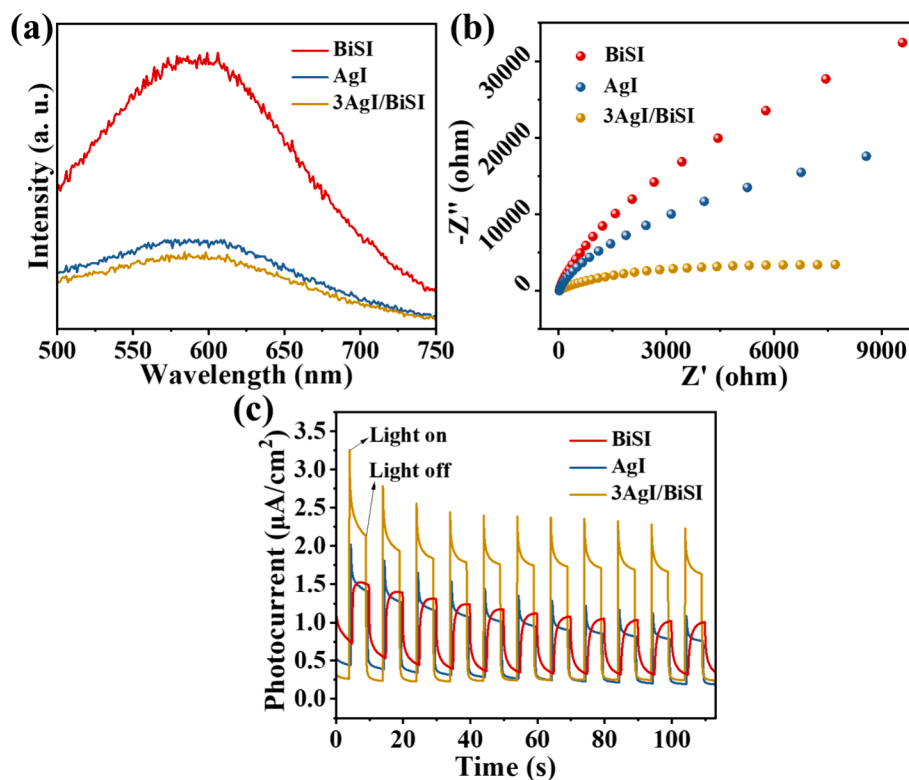 (a)
BiSI
AgI
3AgI/BiSI
Intensity (a. u.)
500 550 600 650 700 750
Wavelength (nm)
(b)
BiSI
AgI
3AgI/BiSI
-Z'' (ohm)
30000
20000
10000
0
0 3000 6000 9000
Z' (ohm)
(c)
Light on
Light off
BiSI
AgI
3AgI/BiSI
Photocurrent (μA/cm²)
3.5
3.0
2.5
2.0
1.5
1.0
0.5
0.0
0 20 40 60 80 100
Time (s)